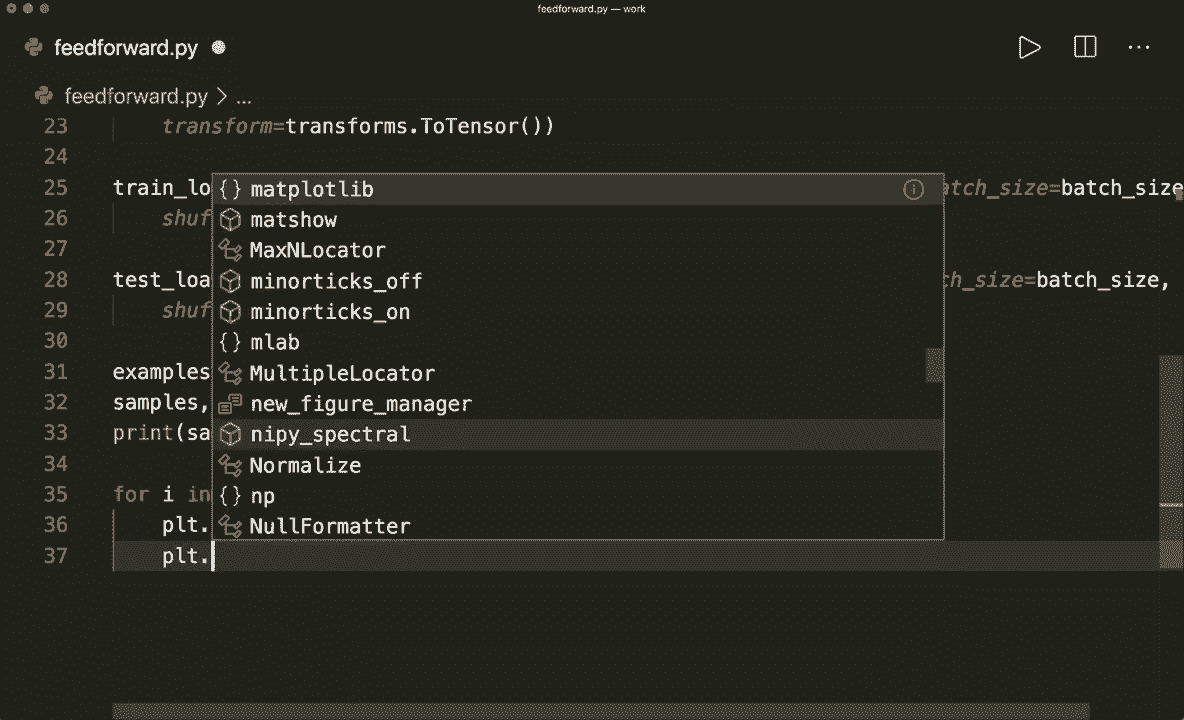 feedforward.py — work
feedforward.py
feedforward.py > ...
23 transform=transforms.ToTensor())
24
25 train_lo atch_size=batch_size
26 shuf
27
28 test_loa ch_size=batch_size,
29 shuf
30
31 examples
32 samples,
33 print(sa
34
35 for i in
36 plt.
37 plt.
{} matplotlib
matshow
MaxNLocator
minorticks_off
minorticks_on
{} mlab
MultipleLocator
new_figure_manager
nipy_spectral
Normalize
{} np
NullFormatter